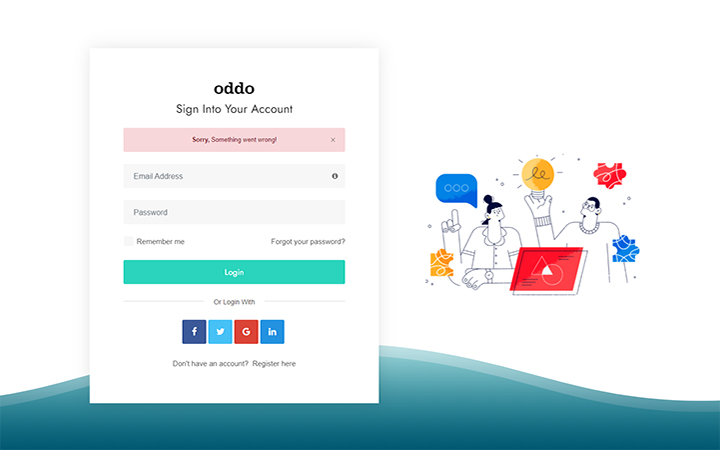 oddo
Sign Into Your Account
Sorry, Something went wrong!
×
Email Address
Password
Remember me
Forgot your password?
Login
Or Login With
f G in
Don't have an account? Register here